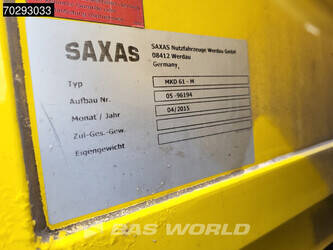 70293033
SAXAS
SAXAS Nutzfahrzeuge Werdau GmbH
08412 Werdau
Germany
Typ MKD 61 - M
Aufbau Nr. 05 -96194
Monat / Jahr 04/2015
Zul-Ges.-Gew.
Eigengewicht
BAS WORLD